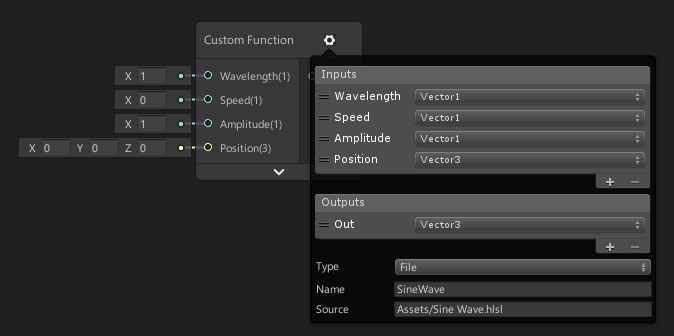 Custom Function
X 1 Wavelength(1)
X 0 Speed(1)
X 1 Amplitude(1)
X 0 Y 0 Z 0 Position(3)
Inputs
Wavelength Vector1
Speed Vector1
Amplitude Vector1
Position Vector3
+ −
Outputs
Out Vector3
+ −
Type File
Name SineWave
Source Assets/Sine Wave.hlsl